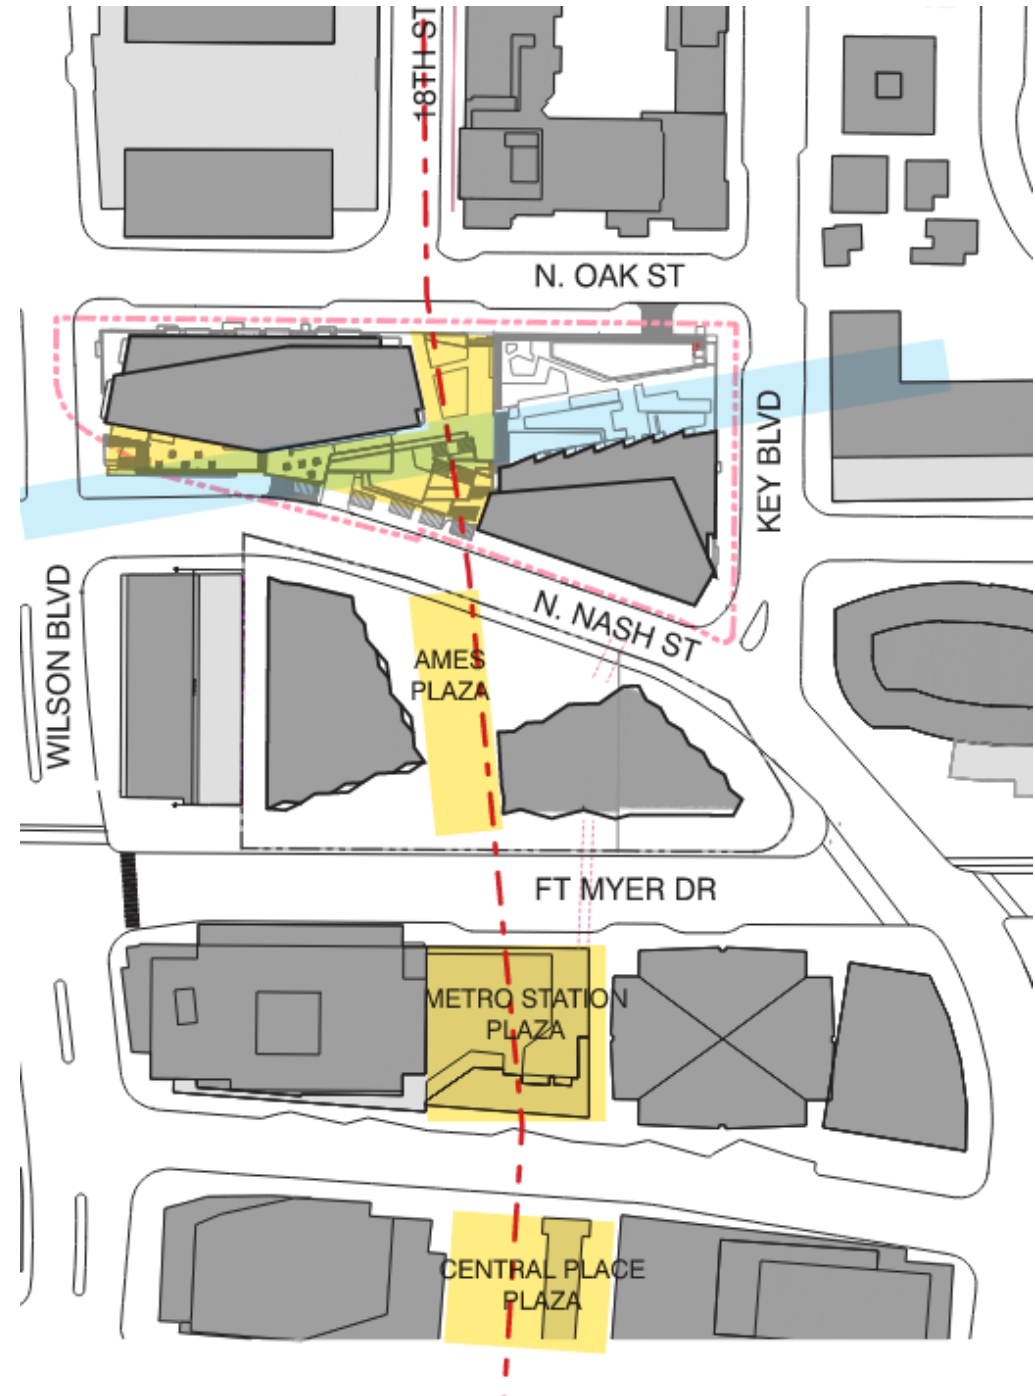 18TH ST
N. OAK ST
KEY BLVD
N. NASH ST
WILSON BLVD
AMES
PLAZA
FT MYER DR
METRO STATION
PLAZA
CENTRAL PLACE
PLAZA